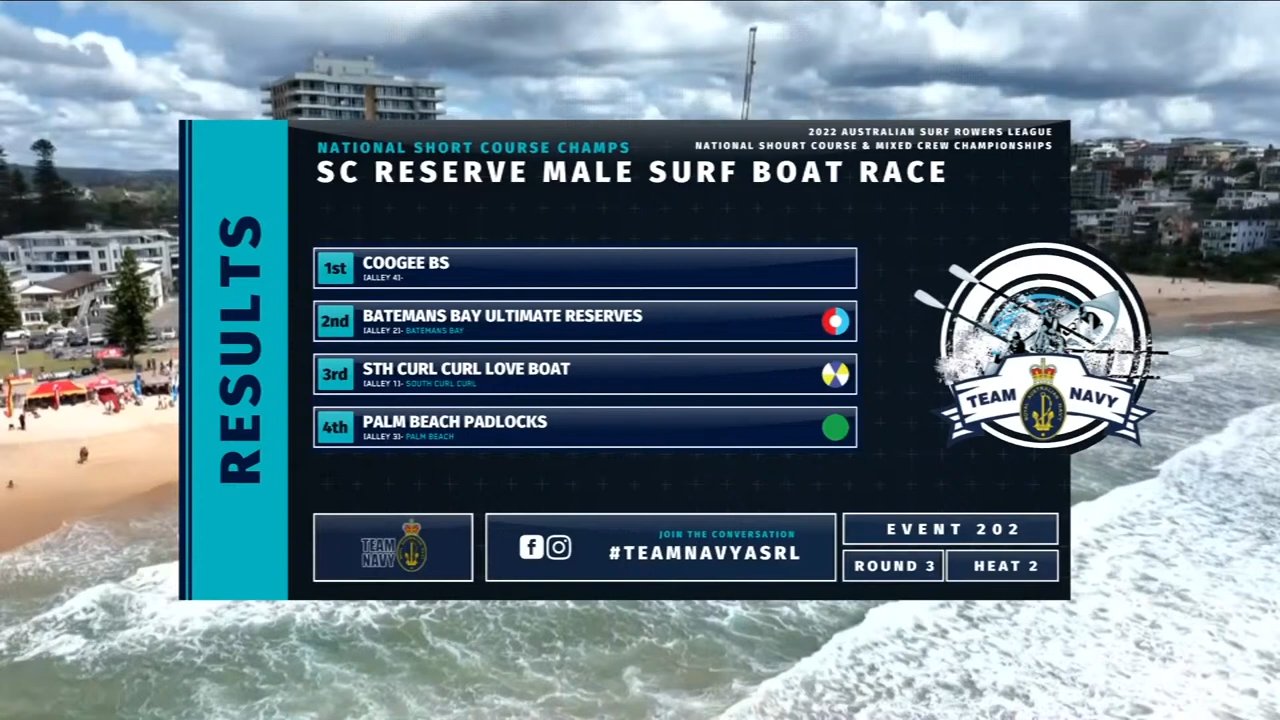 2022 AUSTRALIAN SURF ROWERS LEAGUE
NATIONAL SHOURT COURSE & MIXED CREW CHAMPIONSHIPS
NATIONAL SHORT COURSE CHAMPS
SC RESERVE MALE SURF BOAT RACE
RESULTS
1st COOGEE BS
[ALLEY 4]-
2nd BATEMANS BAY ULTIMATE RESERVES
[ALLEY 2]- BATEMANS BAY
3rd STH CURL CURL LOVE BOAT
[ALLEY 1]- SOUTH CURL CURL
4th PALM BEACH PADLOCKS
[ALLEY 3]- PALM BEACH
TEAM NAVY
ROYAL AUSTRALIAN NAVY
TEAM
NAVY
JOIN THE CONVERSATION
#TEAMNAVYASRL
EVENT 202
ROUND 3 HEAT 2